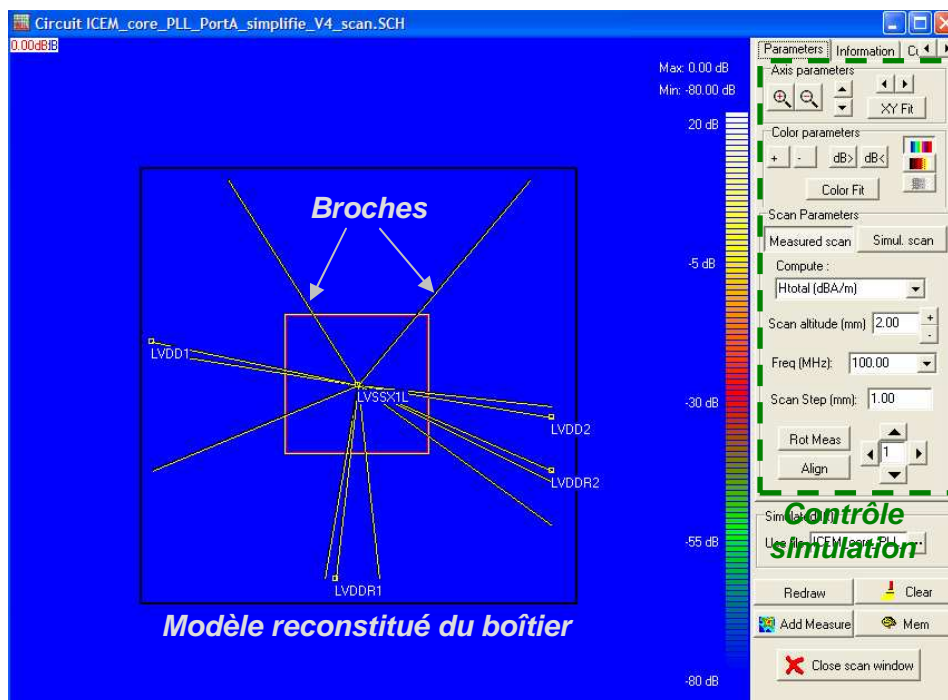 Circuit ICEM_core_PLL_PortA_simplifie_V4_scan.SCH
0.00dB
Max: 0.00 dB
Min: -80.00 dB
20 dB
-5 dB
-30 dB
-55 dB
-80 dB
Broches
LVDD1
LVSSX1L
LVDD2
LVDDR2
LVDDR1
Modèle reconstitué du boîtier
Parameters Information
Axis parameters
XY Fit
Color parameters
+ - dB> dB<
Color Fit
Scan Parameters
Measured scan Simul. scan
Compute :
Htotal (dBA/m)
Scan altitude (mm) 2.00 + -
Freq (MHz): 100.00
Scan Step (mm): 1.00
Rot Meas
Align
1
Contrôle
simulation
Use file ICEM_core_PLL ...
Redraw Clear
Add Measure Mem
Close scan window